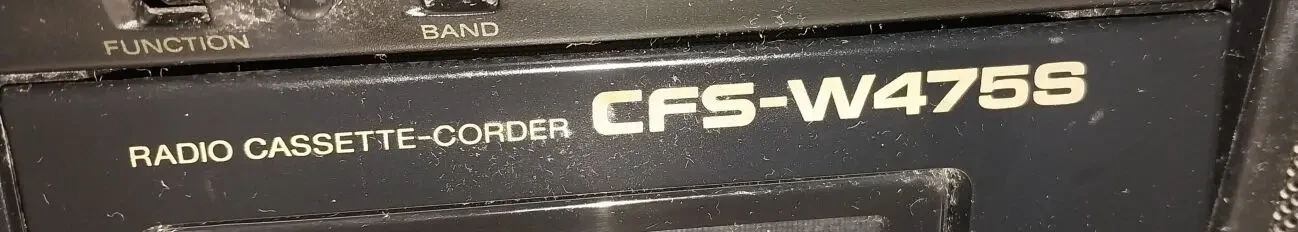 FUNCTION
BAND
RADIO CASSETTE-CORDER CFS-W475S